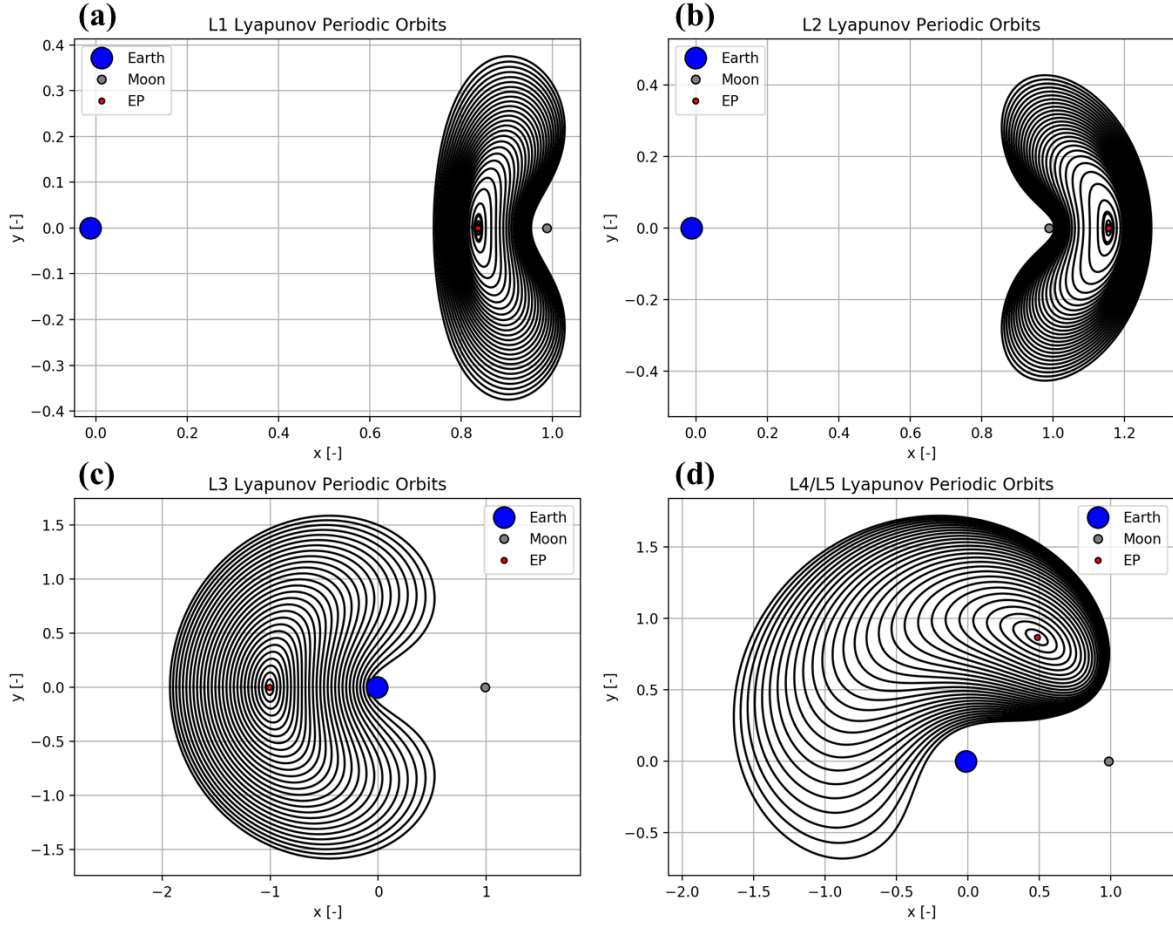 (a)
L1 Lyapunov Periodic Orbits
Earth
Moon
EP
0.4
0.3
0.2
0.1
0.0
−0.1
−0.2
−0.3
−0.4
y [-]
0.0 0.2 0.4 0.6 0.8 1.0
x [-]
(b)
L2 Lyapunov Periodic Orbits
Earth
Moon
EP
0.4
0.2
0.0
−0.2
−0.4
y [-]
0.0 0.2 0.4 0.6 0.8 1.0 1.2
x [-]
(c)
L3 Lyapunov Periodic Orbits
Earth
Moon
EP
1.5
1.0
0.5
0.0
−0.5
−1.0
−1.5
y [-]
−2 −1 0 1
x [-]
(d)
L4/L5 Lyapunov Periodic Orbits
Earth
Moon
EP
1.5
1.0
0.5
0.0
−0.5
y [-]
−2.0 −1.5 −1.0 −0.5 0.0 0.5 1.0
x [-]